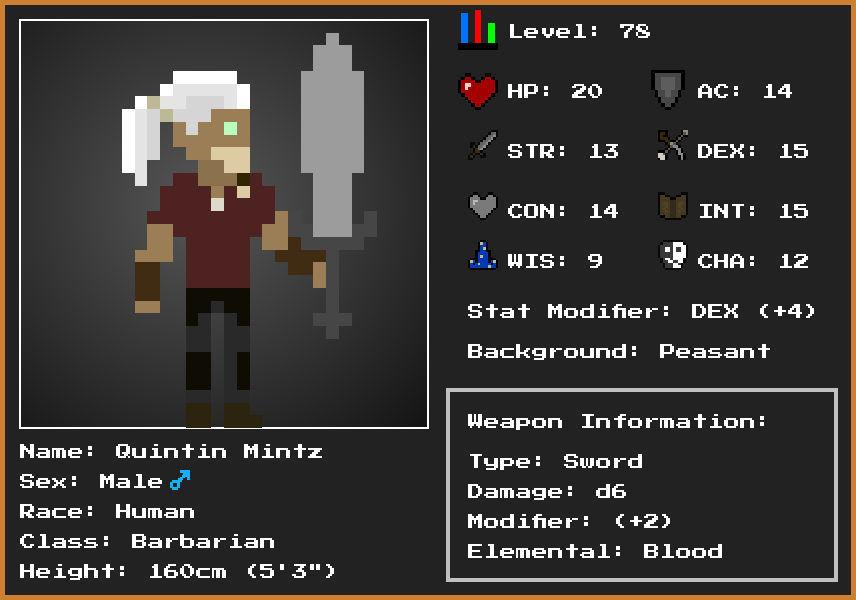 Level: 78
HP: 20
AC: 14
STR: 13
DEX: 15
CON: 14
INT: 15
WIS: 9
CHA: 12
Stat Modifier: DEX (+4)
Background: Peasant
Weapon Information:
Type: Sword
Damage: d6
Modifier: (+2)
Elemental: Blood
Name: Quintin Mintz
Sex: Male ♂
Race: Human
Class: Barbarian
Height: 160cm (5'3")